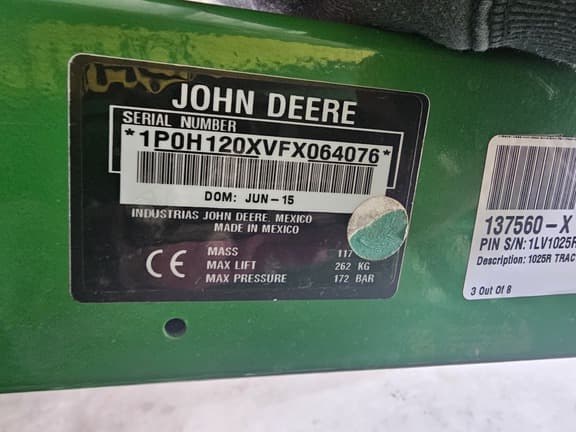 JOHN DEERE
SERIAL NUMBER
*1P0H120XVFX064076*
DOM: JUN-15
INDUSTRIAS JOHN DEERE, MEXICO
MADE IN MEXICO
CE
MASS 117
MAX LIFT 262 KG
MAX PRESSURE 172 BAR
137560-X
PIN S/N:1LV1025R
Description: 1025R TRAC
3 Out Of 8